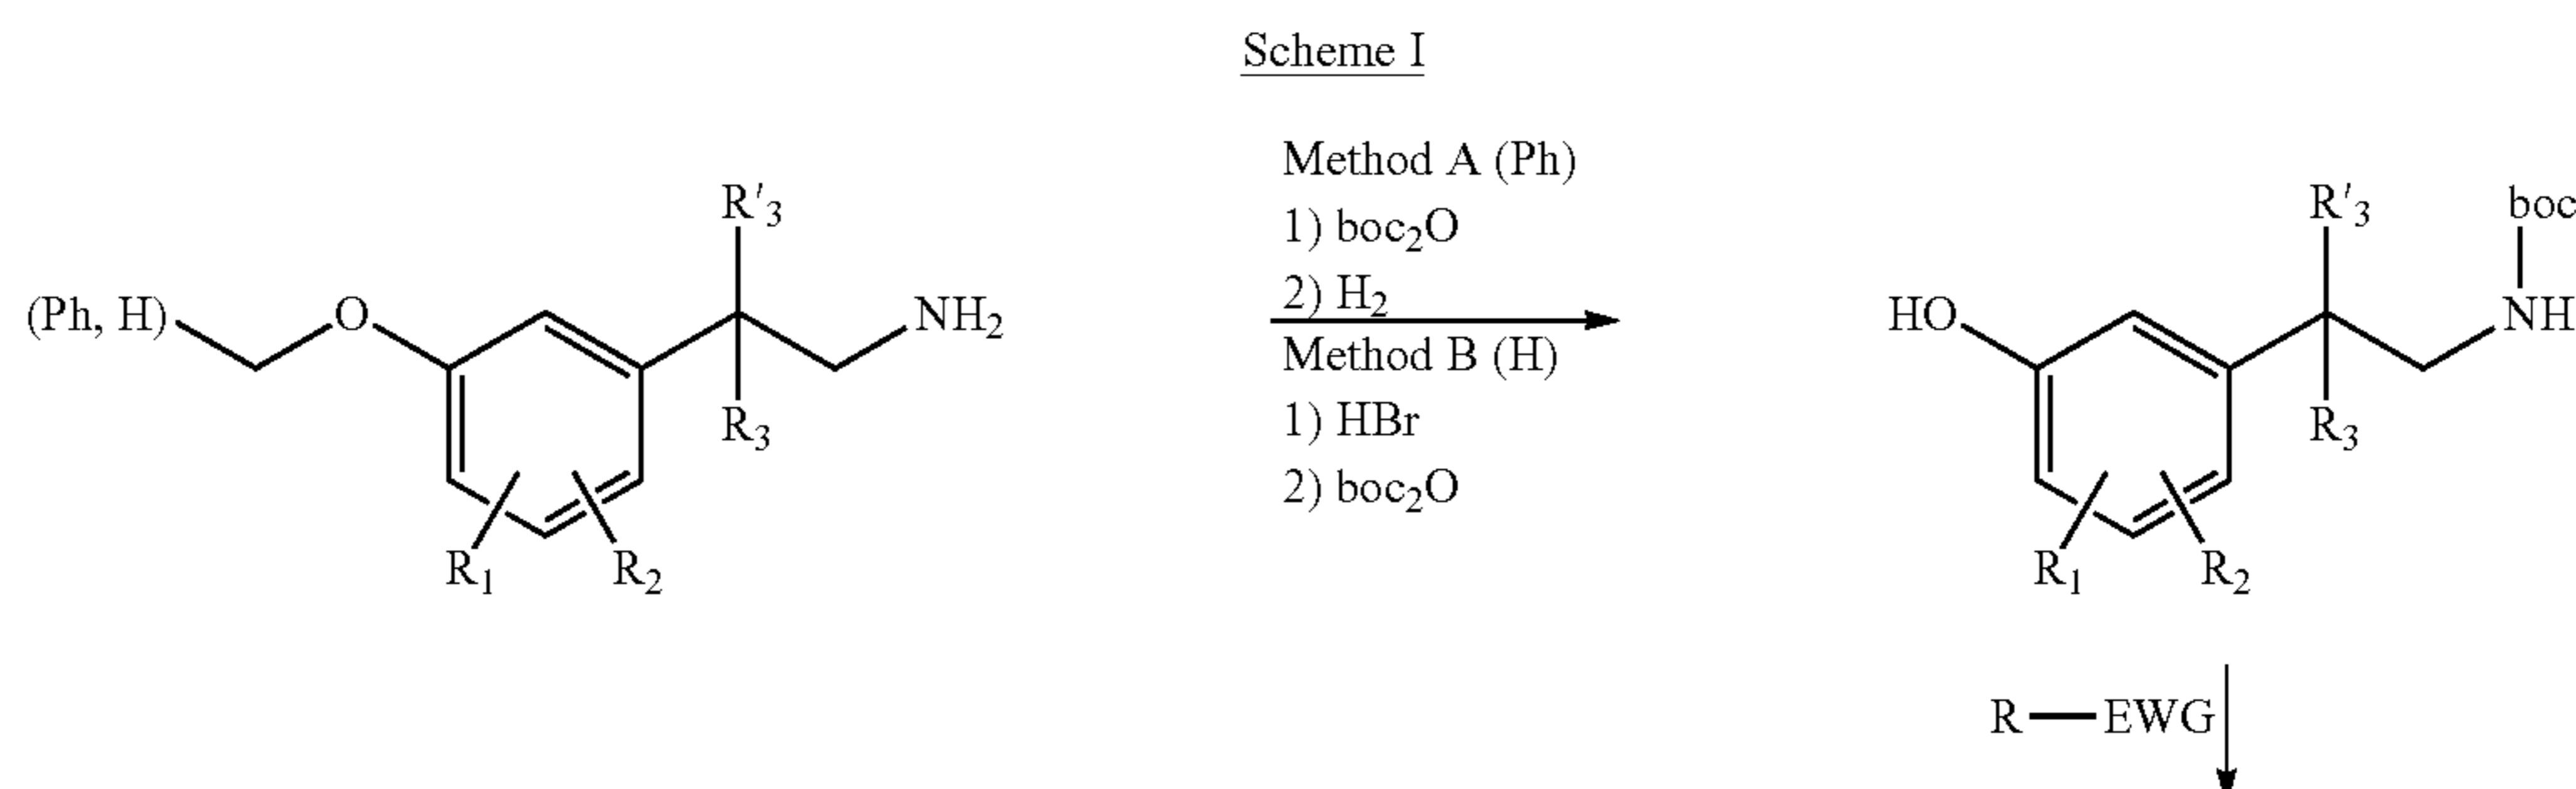 Scheme I
Method A (Ph)
1) boc₂O
2) H₂
Method B (H)
1) HBr
2) boc₂O
(Ph, H)
O
R'₃
NH₂
R₃
R₁
R₂
HO
R'₃
boc
NH
R₃
R₁
R₂
R—EWG